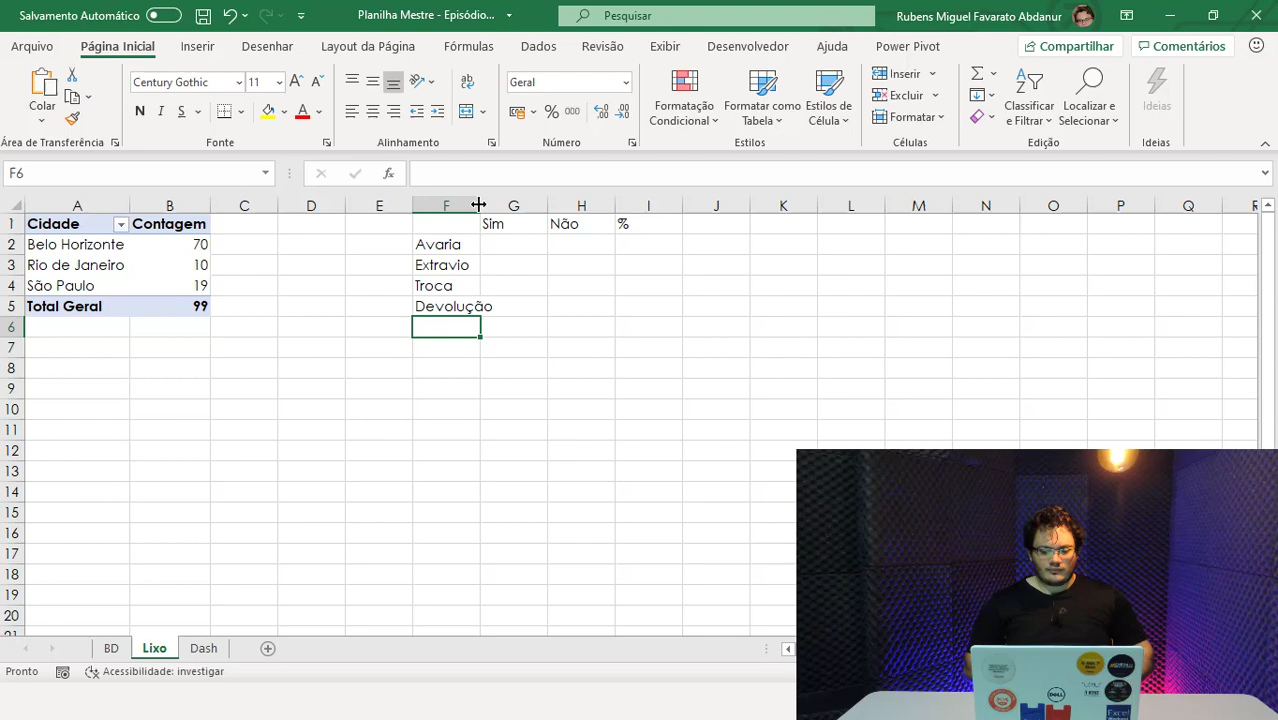 Salvamento Automático
Planilha Mestre - Episódio...
Pesquisar
Rubens Miguel Favarato Abdanur
Arquivo
Página Inicial
Inserir
Desenhar
Layout da Página
Fórmulas
Dados
Revisão
Exibir
Desenvolvedor
Ajuda
Power Pivot
Compartilhar
Comentários
Colar
Área de Transferência
Century Gothic
11
N I S
Fonte
Alinhamento
Geral
% 000
Número
Formatação Condicional
Formatar como Tabela
Estilos de Célula
Estilos
Inserir
Excluir
Formatar
Células
Classificar e Filtrar
Localizar e Selecionar
Edição
Ideias
Ideias
F6
fx
A B C D E F G H I J K L M N O P Q R
1 Cidade Contagem Sim Não %
2 Belo Horizonte 70 Avaria
3 Rio de Janeiro 10 Extravio
4 São Paulo 19 Troca
5 Total Geral 99 Devolução
6
7
8
9
10
11
12
13
14
15
16
17
18
19
20
21
BD
Lixo
Dash
Pronto
Acessibilidade: investigar
DELL
Excel